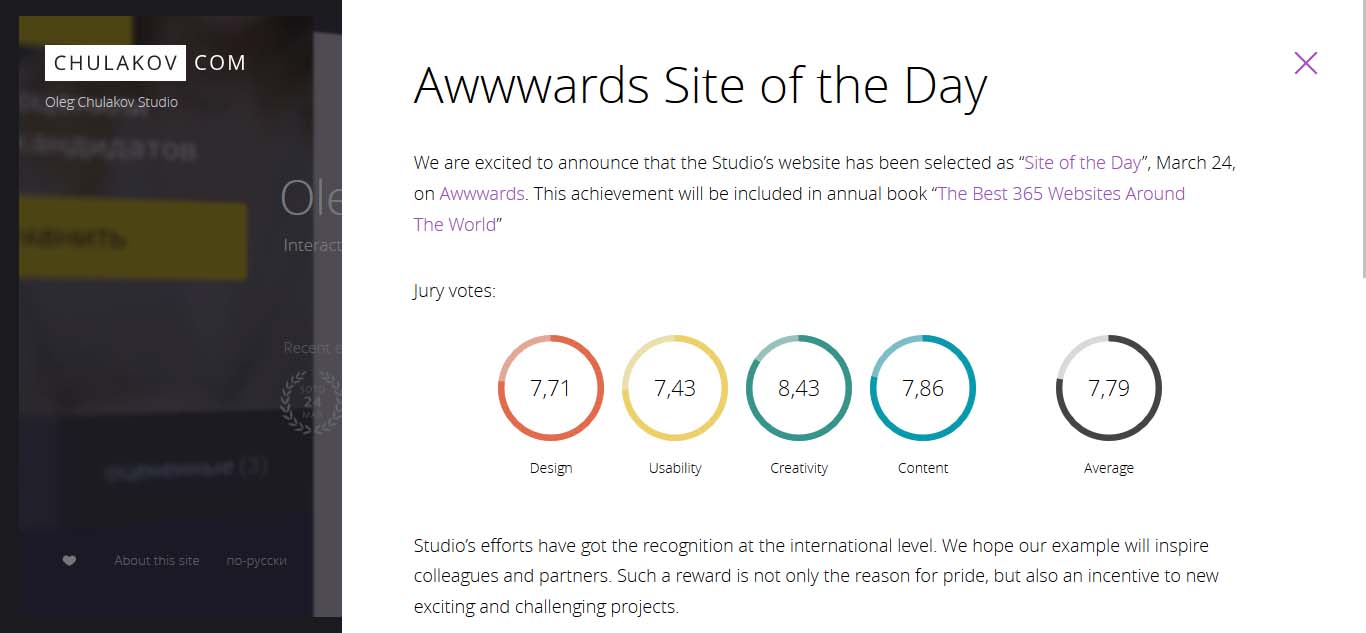 CHULAKOV COM
Oleg Chulakov Studio
кандидатов
Ole
Interact
Recent e
SOTD
24
MAR
оцененные (3)
About this site
по-русски
Awwwards Site of the Day
We are excited to announce that the Studio’s website has been selected as “Site of the Day”, March 24,
on Awwwards. This achievement will be included in annual book “The Best 365 Websites Around
The World”
Jury votes:
7,71
7,43
8,43
7,86
7,79
Design
Usability
Creativity
Content
Average
Studio’s efforts have got the recognition at the international level. We hope our example will inspire
colleagues and partners. Such a reward is not only the reason for pride, but also an incentive to new
exciting and challenging projects.